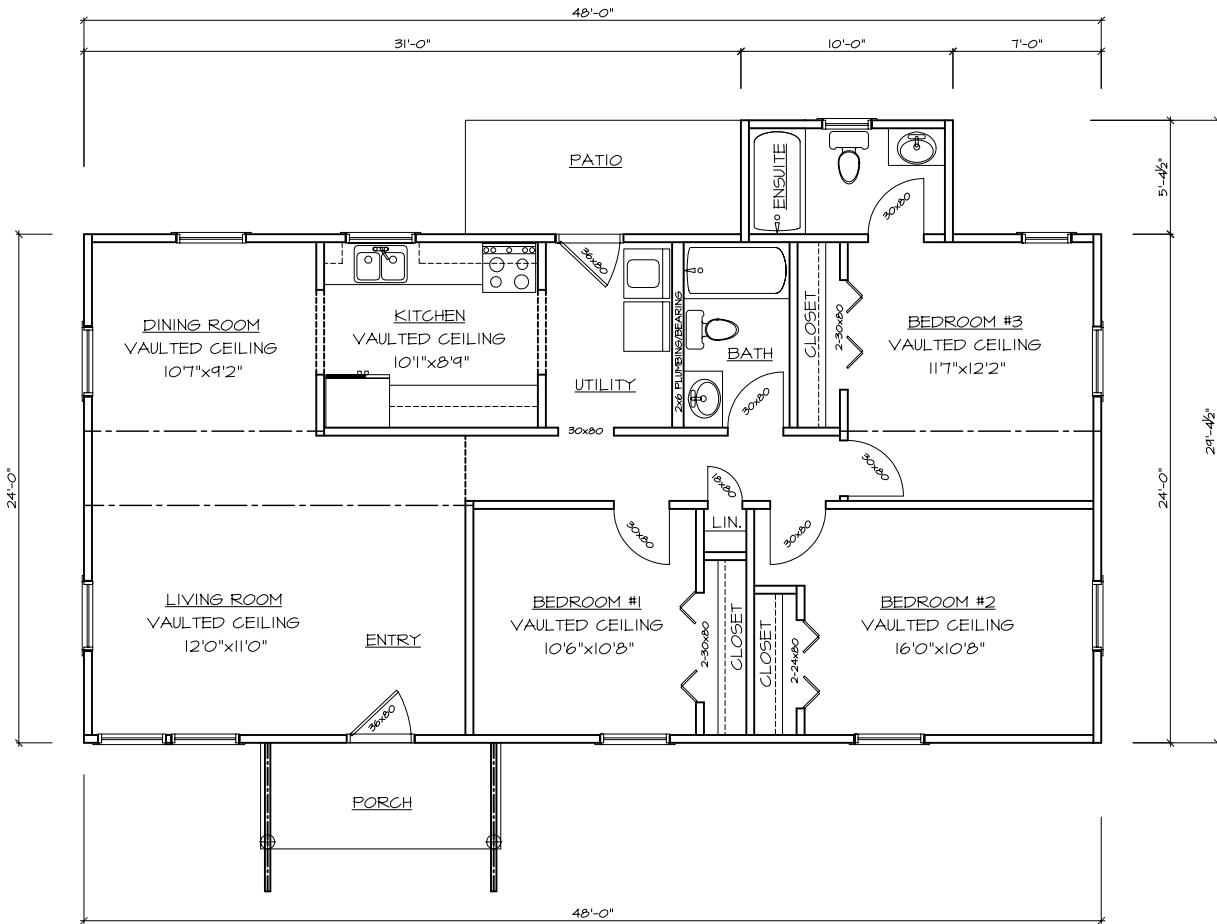 48'-0"
31'-0"
10'-0"
7'-0"
PATIO
ENSUITE
30x80
5'-4½"
36x80
DINING ROOM
VAULTED CEILING
10'7"x9'2"
KITCHEN
VAULTED CEILING
10'1"x8'9"
UTILITY
2x6 PLUMBING/BEARING
BATH
CLOSET
2-30x80
BEDROOM #3
VAULTED CEILING
11'7"x12'2"
30x80
30x80
30x80
24'-0"
24'-0"
29'-4½"
18x80
LIN.
30x80
30x80
LIVING ROOM
VAULTED CEILING
12'0"x11'0"
ENTRY
36x80
BEDROOM #1
VAULTED CEILING
10'6"x10'8"
2-30x80
CLOSET
CLOSET
2-24x80
BEDROOM #2
VAULTED CEILING
16'0"x10'8"
PORCH
48'-0"